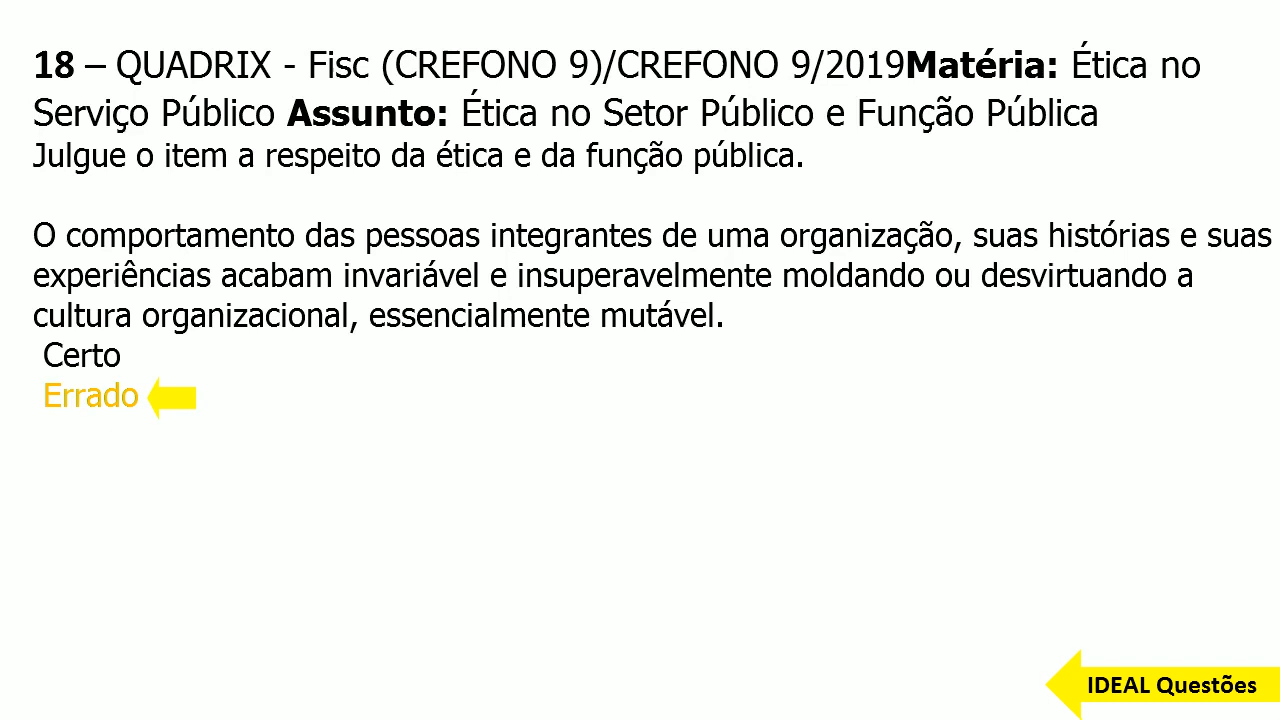 18 – QUADRIX - Fisc (CREFONO 9)/CREFONO 9/2019Matéria: Ética no
Serviço Público Assunto: Ética no Setor Público e Função Pública
Julgue o item a respeito da ética e da função pública.
O comportamento das pessoas integrantes de uma organização, suas histórias e suas
experiências acabam invariável e insuperavelmente moldando ou desvirtuando a
cultura organizacional, essencialmente mutável.
Certo
Errado
IDEAL Questões